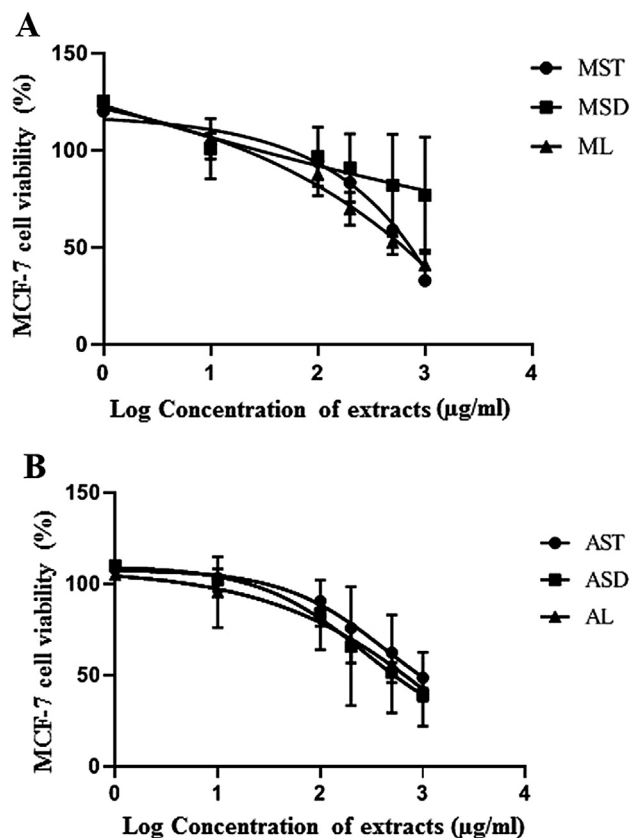 A
150
100
50
0
MCF-7 cell viability (%)
0 1 2 3 4
Log Concentration of extracts (μg/ml)
MST
MSD
ML
B
150
100
50
0
MCF-7 cell viability (%)
0 1 2 3 4
Log Concentration of extracts (μg/ml)
AST
ASD
AL